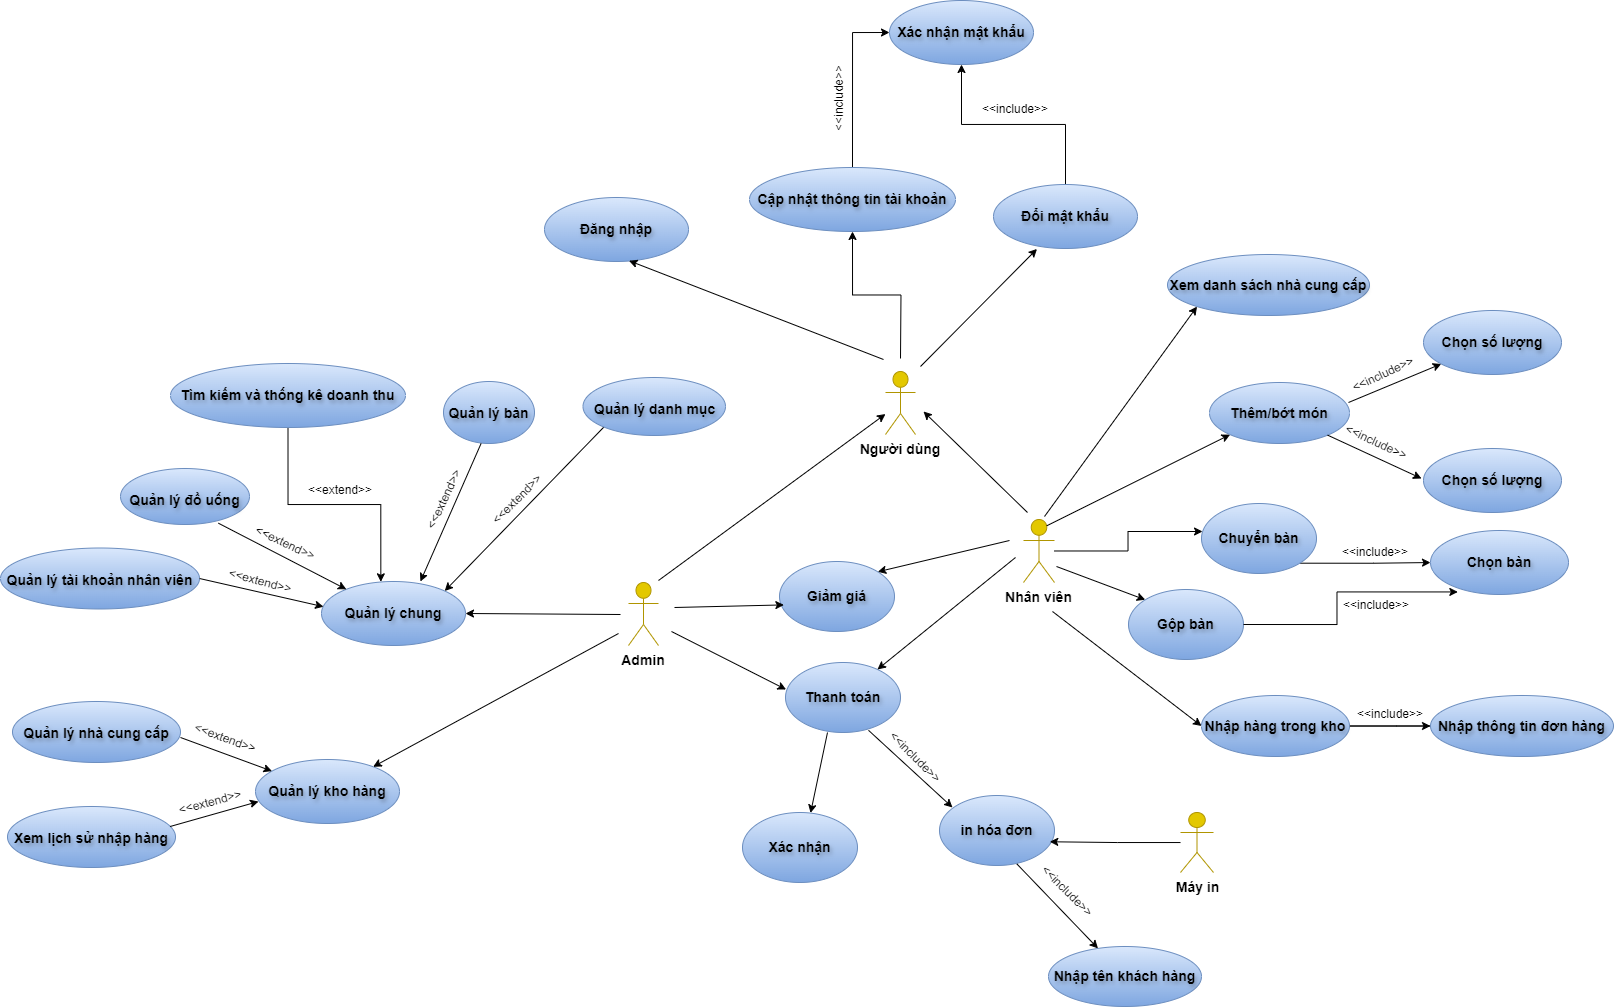 Xác nhận mật khẩu
<<include>>
<<include>>
Cập nhật thông tin tài khoản
Đổi mật khẩu
Đăng nhập
Xem danh sách nhà cung cấp
Chọn số lượng
<<include>>
Tìm kiếm và thống kê doanh thu
Quản lý bàn
Quản lý danh mục
Thêm/bớt món
Người dùng
<<include>>
Chọn số lượng
<<extend>>
<<extend>>
<<extend>>
Quản lý đồ uống
<<extend>>
Chuyển bàn
<<include>>
Chọn bàn
Quản lý tài khoản nhân viên
<<extend>>
Quản lý chung
Giảm giá
Nhân viên
Gộp bàn
<<include>>
Admin
Thanh toán
Nhập hàng trong kho
<<include>>
Nhập thông tin đơn hàng
Quản lý nhà cung cấp
<<extend>>
<<include>>
Quản lý kho hàng
<<extend>>
Xem lịch sử nhập hàng
Xác nhận
in hóa đơn
Máy in
<<include>>
Nhập tên khách hàng